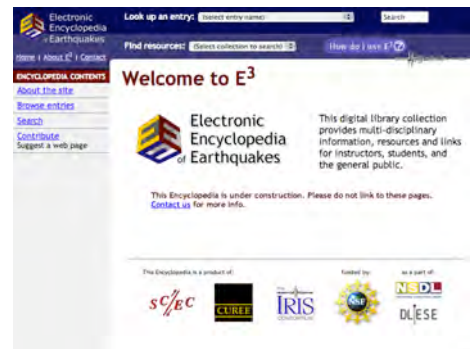 Electronic
Encyclopedia
of Earthquakes
Look up an entry: (Select entry name) Search
Find resources: (Select collection to search) How do I use E³?
Home | About E³ | Contact
ENCYCLOPEDIA CONTENTS
About the site
Browse entries
Search
Contribute
Suggest a web page
Welcome to E³
Electronic
Encyclopedia
of Earthquakes
This digital library collection
provides multi-disciplinary
information, resources and links
for instructors, students, and
the general public.
This Encyclopedia is under construction. Please do not link to these pages.
Contact us for more info.
This Encyclopedia is a product of: funded by: as a part of:
SC/EC
CUREE
IRIS
CONSORTIUM
NSF
NSDL
DLESE